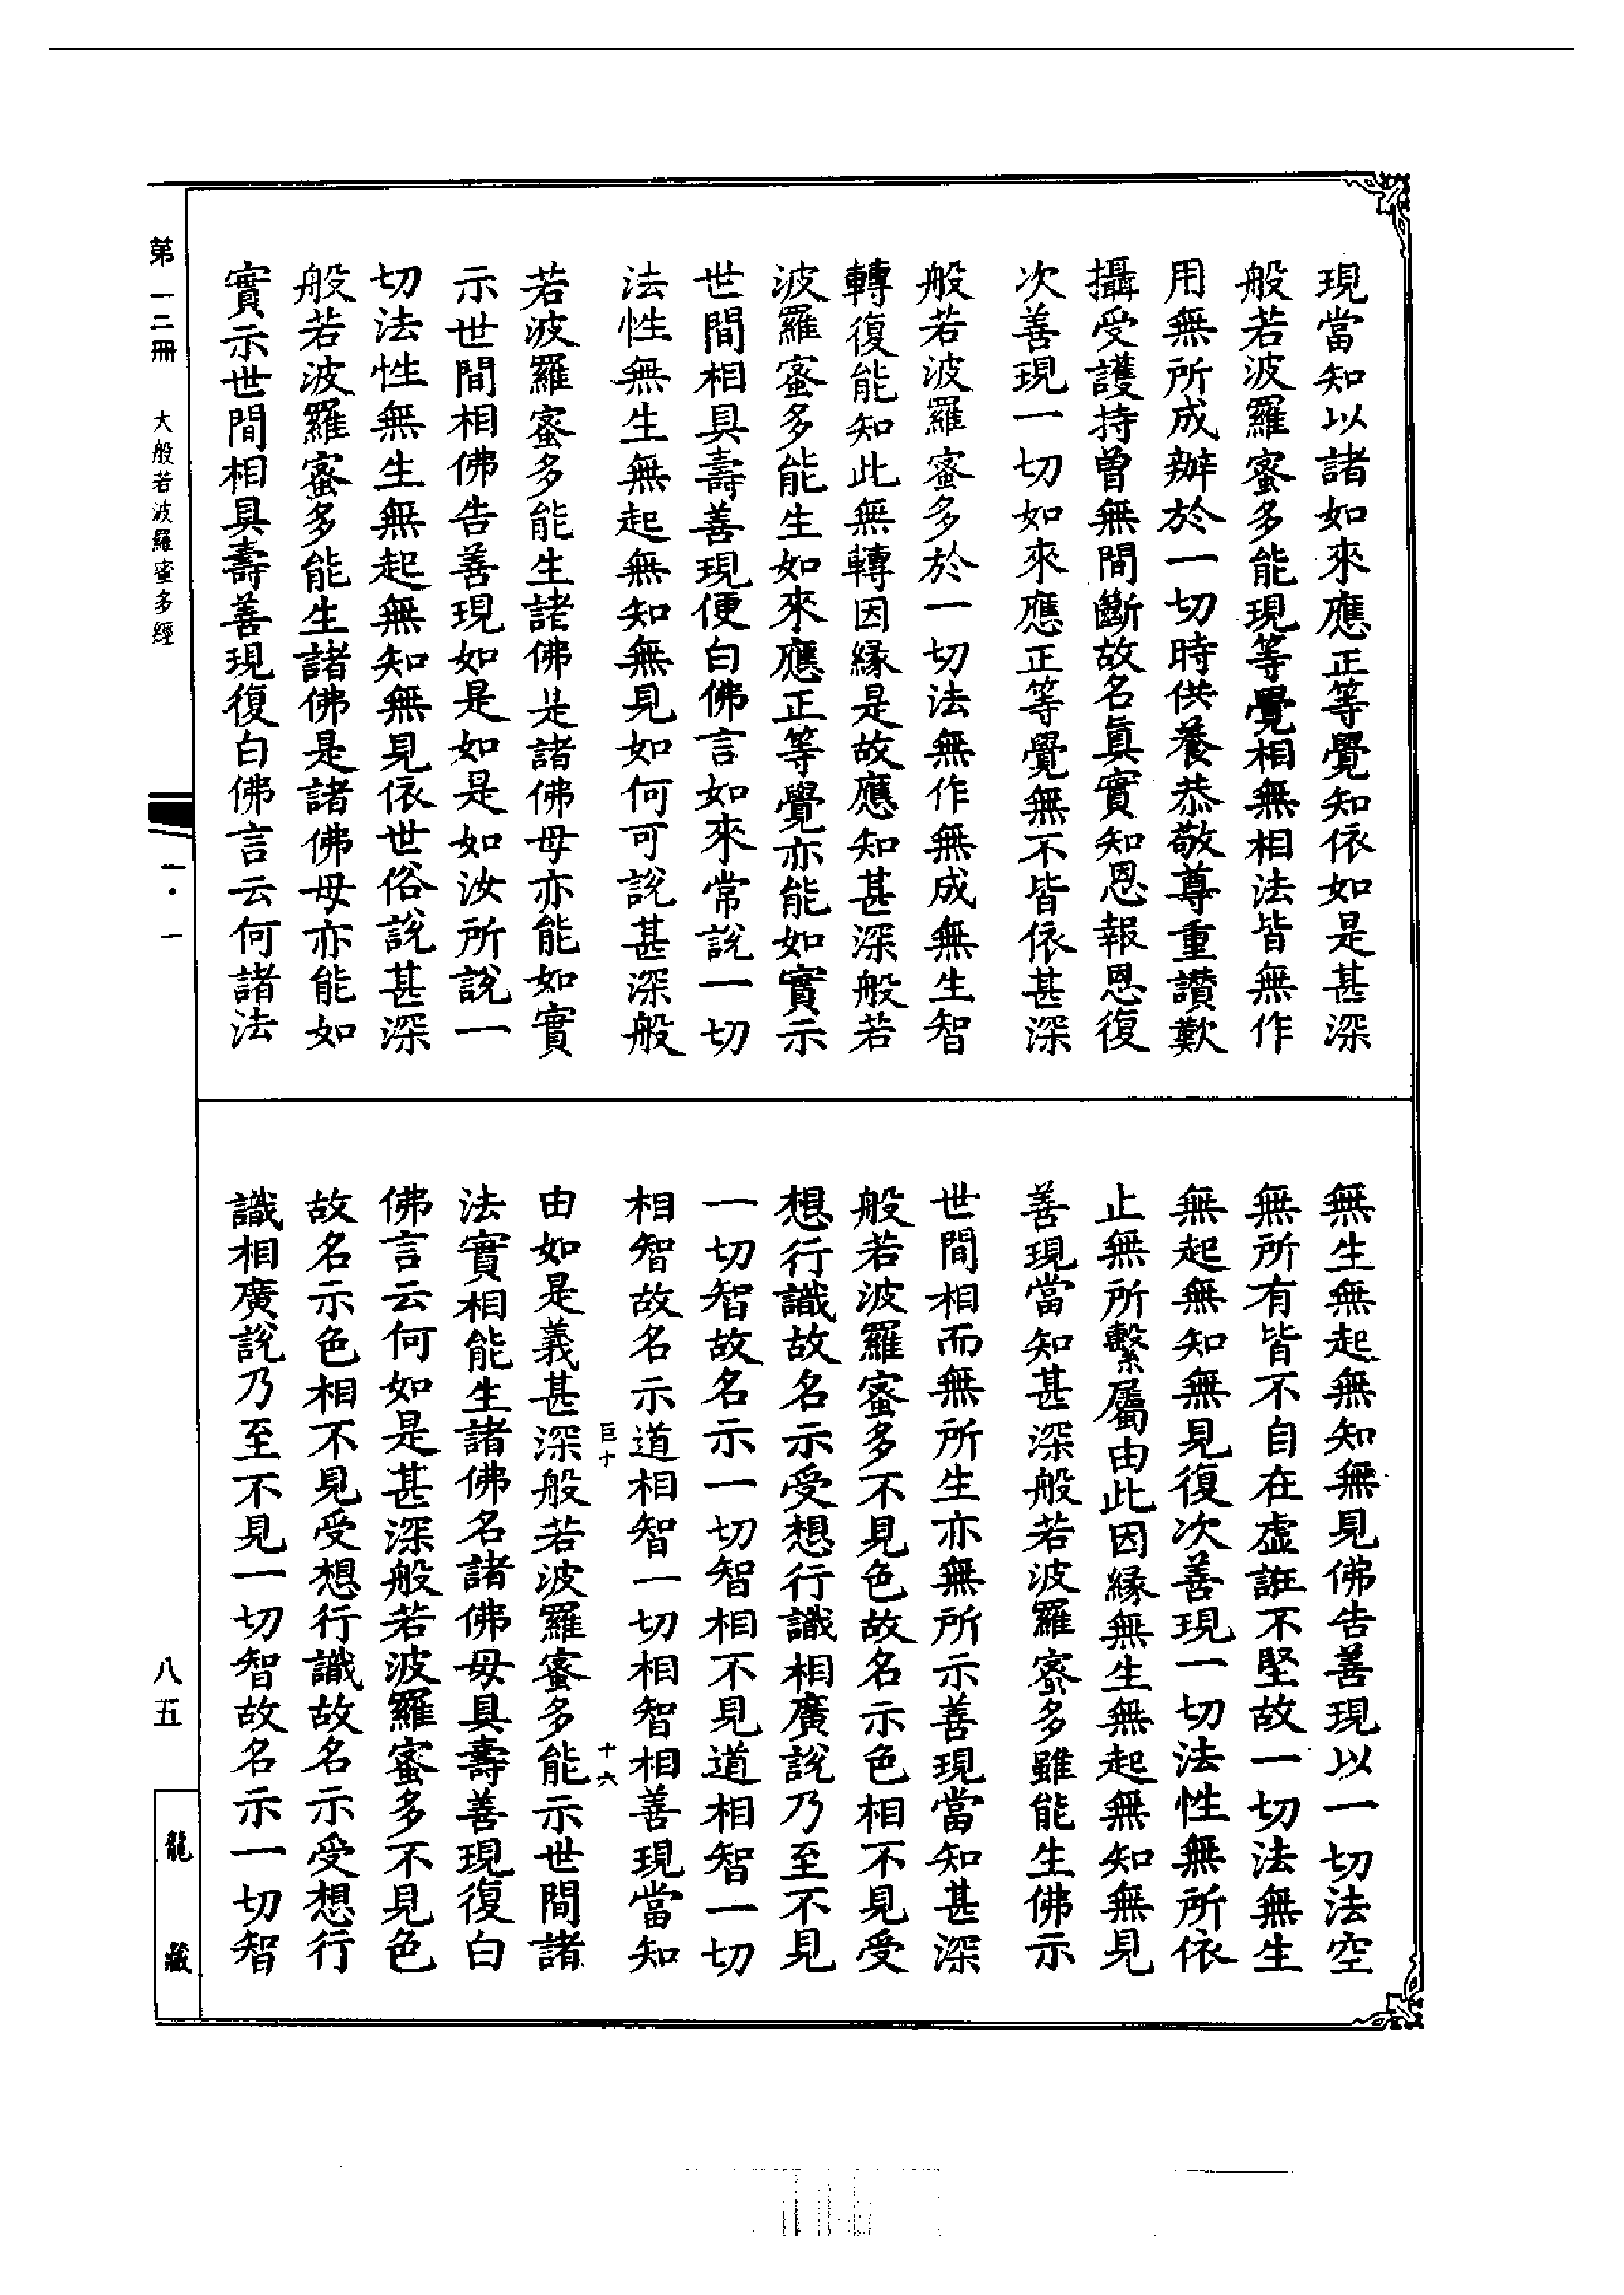 現當知以諸如來應正等覺知依如是甚深
般若波羅蜜多能現等覺相無相法皆無作
用無所成辦於一切時供養恭敬尊重讚歎
攝受護持曾無間斷故名真實知恩報恩復
次善現一切如來應正等覺無不皆依甚深
般若波羅蜜多於一切法無作無成無生智
轉復能知此無轉因緣是故應知甚深般若
波羅蜜多能生如來應正等覺亦能如實示
世間相具壽善現便白佛言如來常說一切
法性無生無起無知無見如何可說甚深般
若波羅蜜多能生諸佛是諸佛母亦能如實
示世間相佛告善現如是如是如汝所說一
切法性無生無起無知無見依世俗說甚深
般若波羅蜜多能生諸佛是諸佛母亦能如
實示世間相具壽善現復白佛言云何諸法
無生無起無知無見佛告善現以一切法空
無所有皆不自在虛誑不堅故一切法無生
無起無知無見復次善現一切法性無所依
止無所繫屬由此因緣無生無起無知無見
善現當知甚深般若波羅蜜多雖能生佛示
世間相而無所生亦無所示善現當知甚深
般若波羅蜜多不見色故名示色相不見受
想行識故名示受想行識相廣說乃至不見
一切智故名示一切智相不見道相智一切
相智故名示道相智一切相智相善現當知
巨十 十六
由如是義甚深般若波羅蜜多能示世間諸
法實相能生諸佛名諸佛母具壽善現復白
佛言云何如是甚深般若波羅蜜多不見色
故名示色相不見受想行識故名示受想行
識相廣說乃至不見一切智故名示一切智
第一二冊 大般若波羅蜜多經 一·一 八五
龍藏